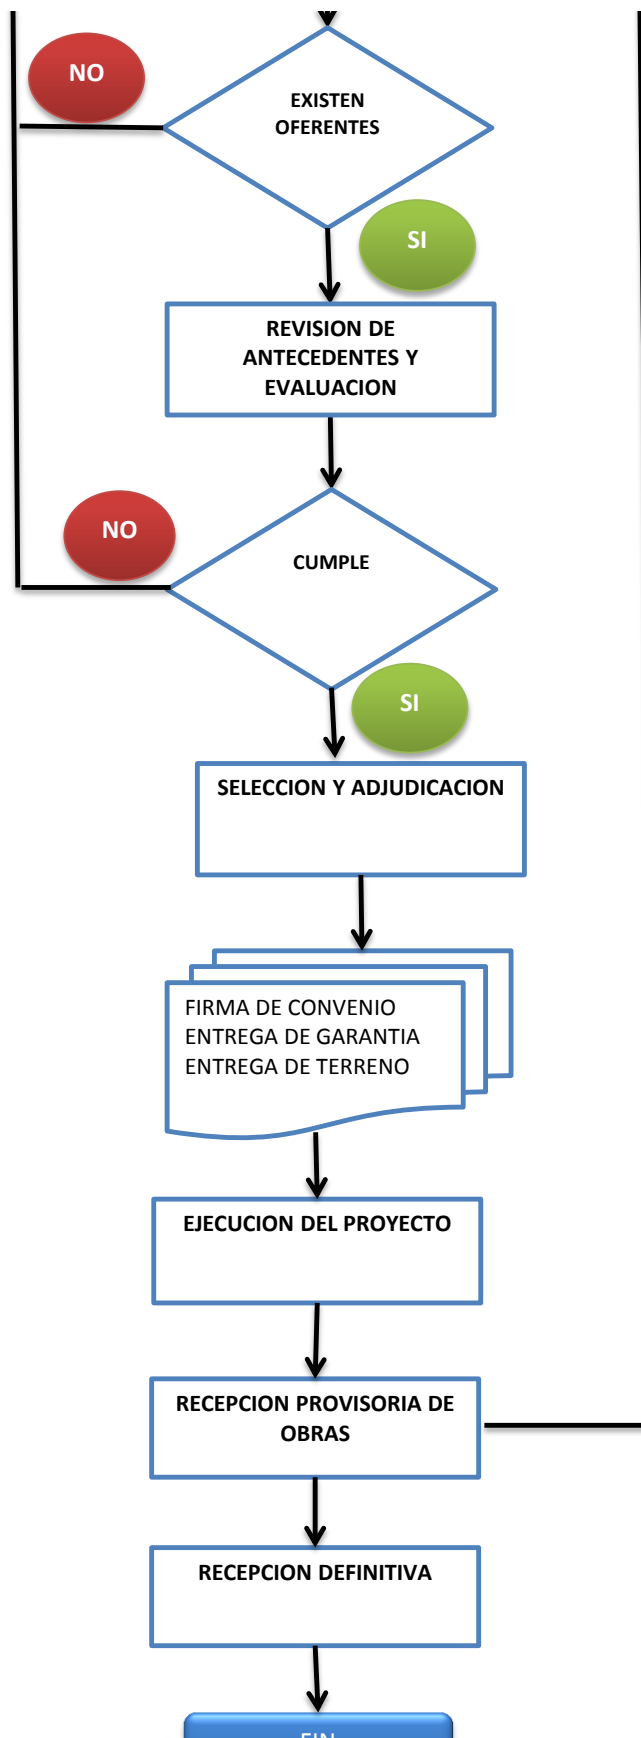 NO
EXISTEN
OFERENTES
SI
REVISION DE
ANTECEDENTES Y
EVALUACION
NO
CUMPLE
SI
SELECCION Y ADJUDICACION
FIRMA DE CONVENIO
ENTREGA DE GARANTIA
ENTREGA DE TERRENO
EJECUCION DEL PROYECTO
RECEPCION PROVISORIA DE
OBRAS
RECEPCION DEFINITIVA
FIN